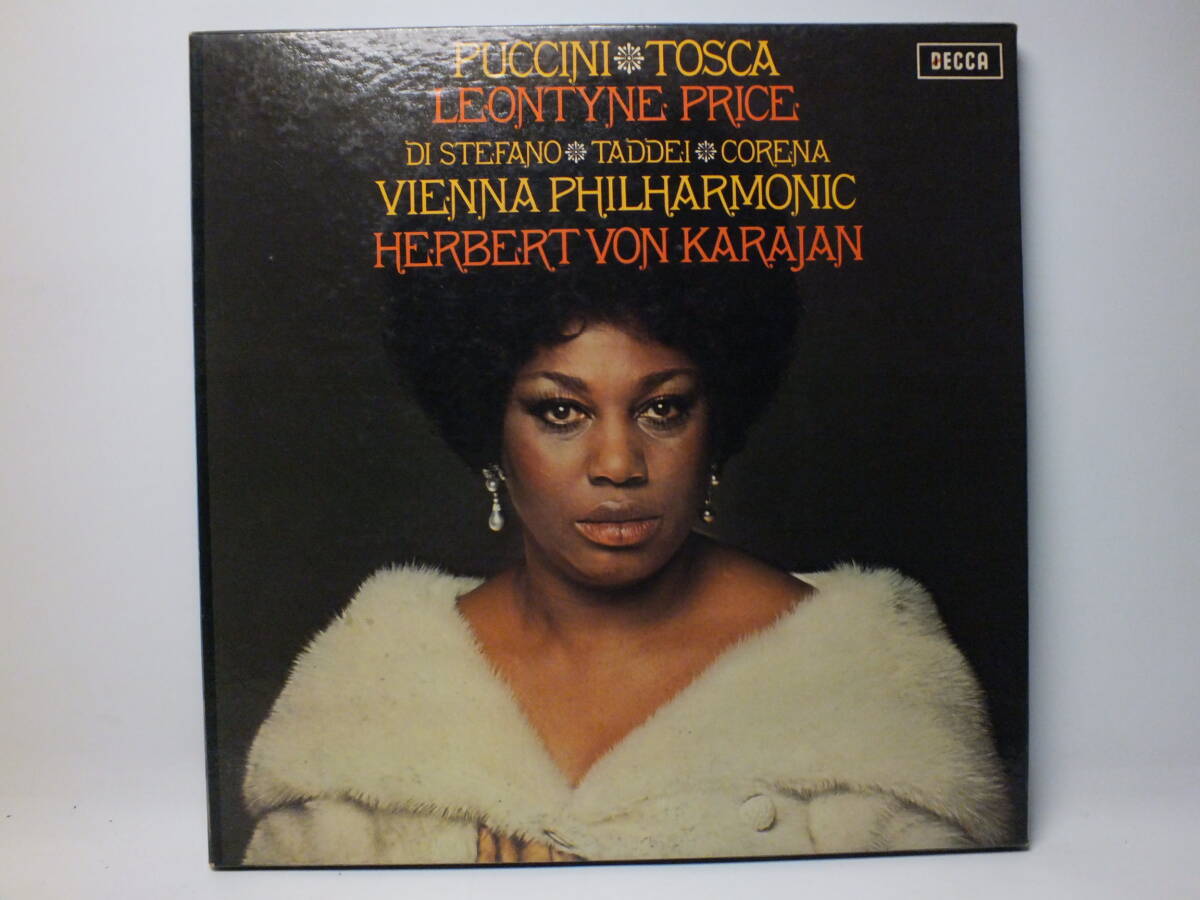 PUCCINI TOSCA
DECCA
LEONTYNE PRICE
DI STEFANO TADDEI CORENA
VIENNA PHILHARMONIC
HERBERT VON KARAJAN